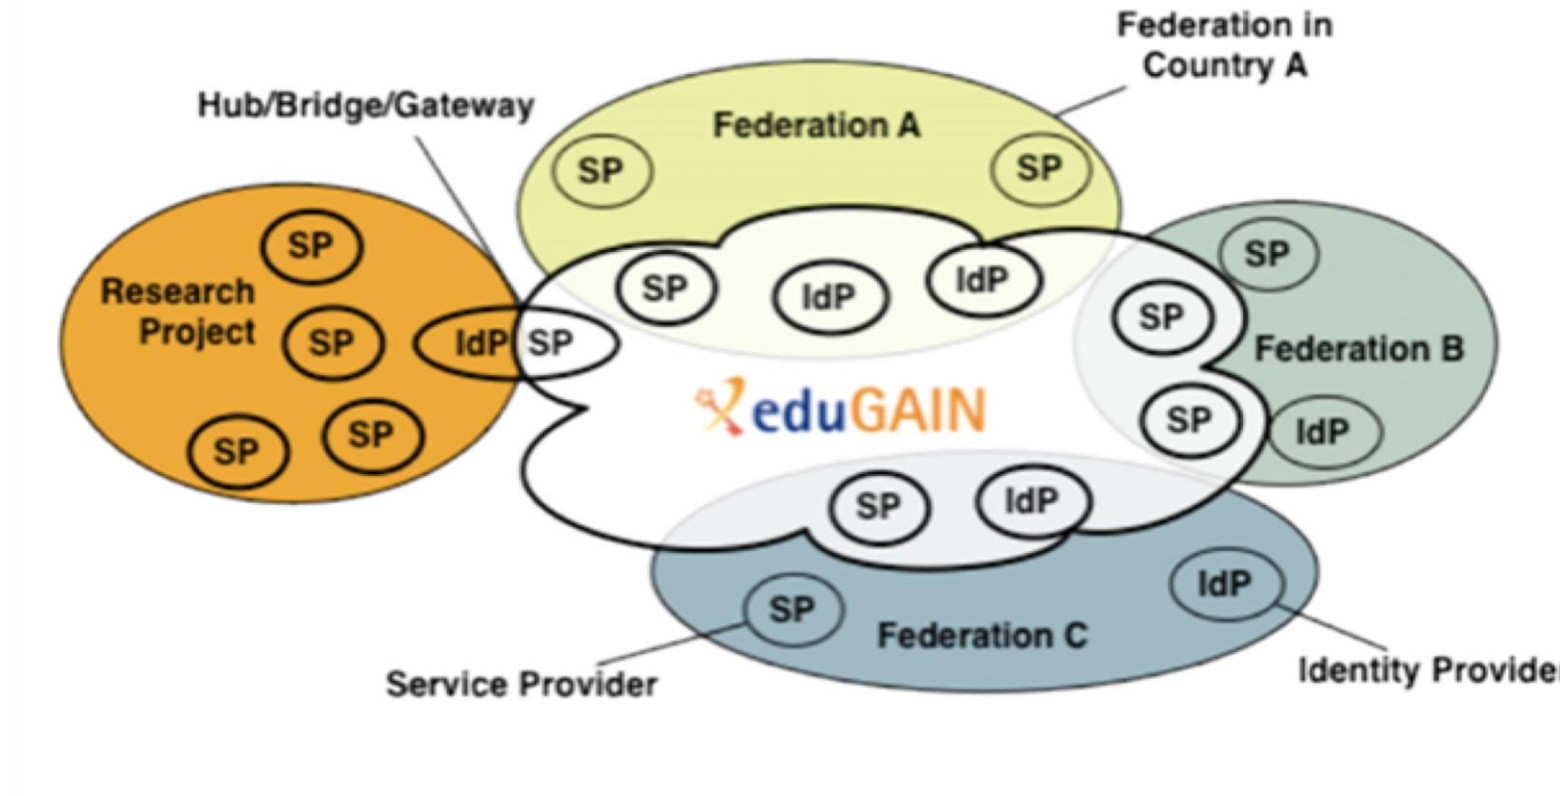 Federation in
Country A
Hub/Bridge/Gateway
Federation A
SP
SP
SP
Research
Project
SP
SP
SP
IdP
SP
SP
IdP
IdP
SP
SP
SP
Federation B
IdP
eduGAIN
SP
IdP
SP
IdP
Federation C
Service Provider
Identity Provider